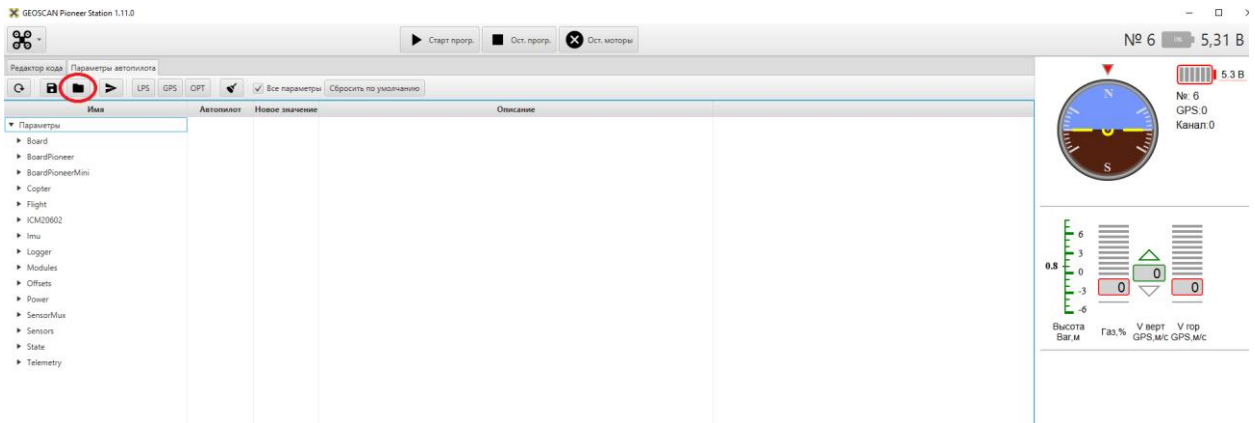 GEOSCAN Pioneer Station 1.11.0
Старт прогр. Ост. прогр. Ост. моторы
№ 6 5,31 В
Редактор кода Параметры автопилота
LPS GPS OPT Все параметры Сбросить по умолчанию
Имя Автопилот Новое значение Описание
Параметры
Board
BoardPioneer
BoardPioneerMini
Copter
Flight
ICM20602
Imu
Logger
Modules
Offsets
Power
SensorMux
Sensors
State
Telemetry
5.3 В
№: 6
GPS:0
Канал:0
N
S
6
3
0.8 0
-3
-6
0 0 0
Высота Бar,м
Газ,%
V верт GPS,м/с
V гор GPS,м/с